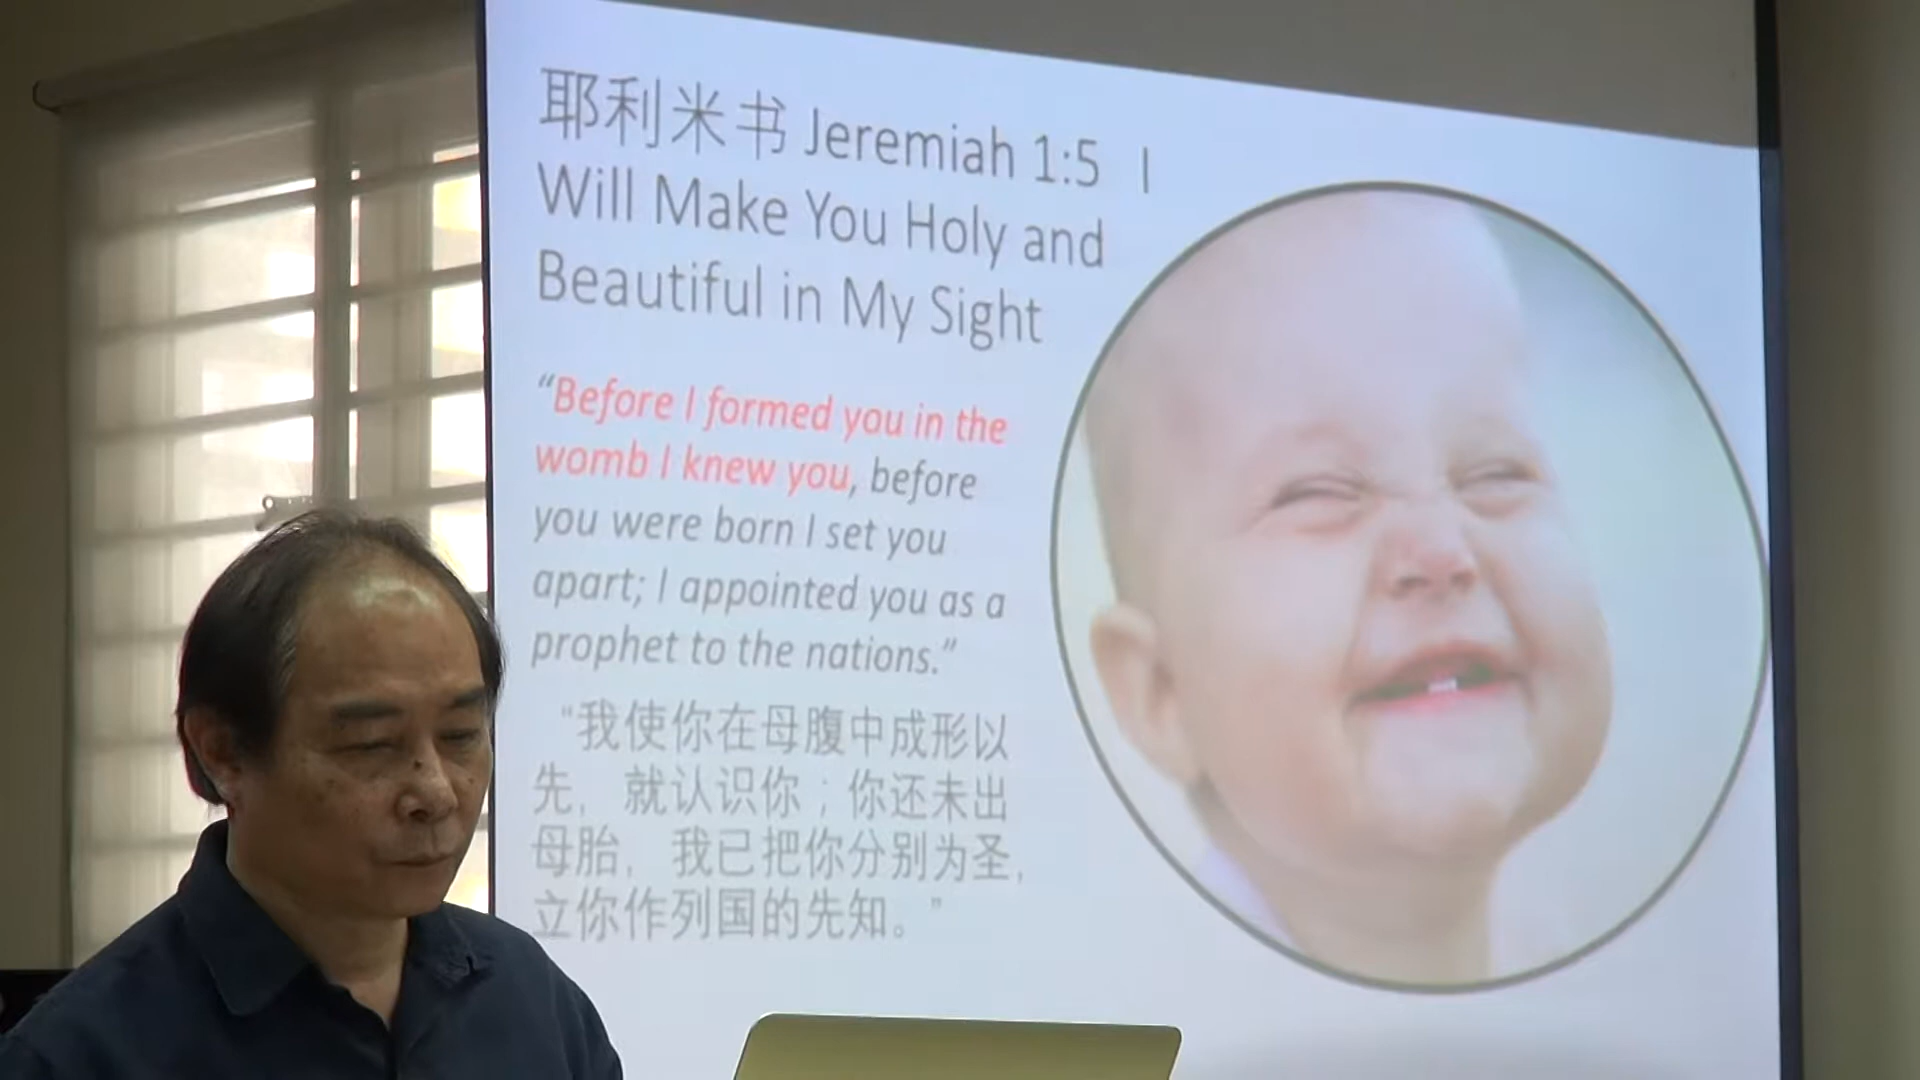 耶利米书 Jeremiah 1:5 I
Will Make You Holy and
Beautiful in My Sight
“Before I formed you in the
womb I knew you, before
you were born I set you
apart; I appointed you as a
prophet to the nations.”
“我使你在母腹中成形以
先，就认识你；你还未出
母胎，我已把你分别为圣，
立你作列国的先知。”